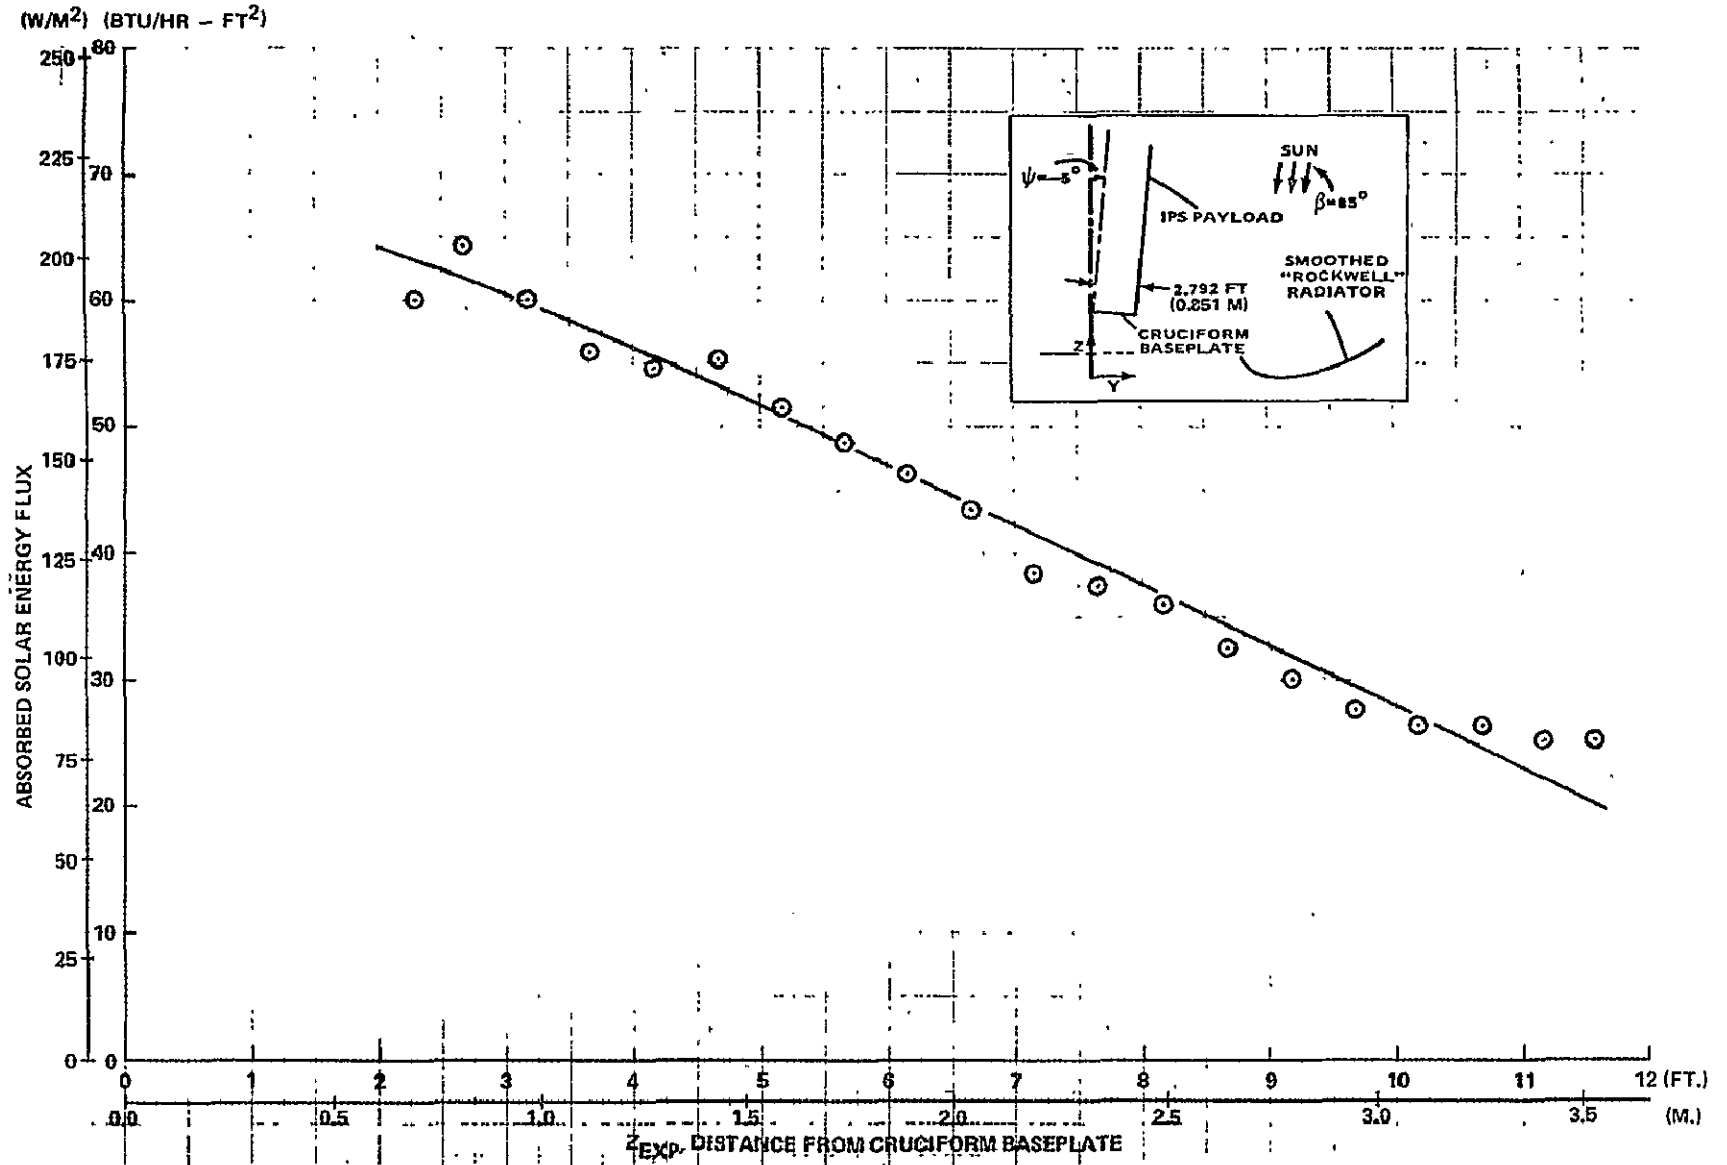 (W/M2) (BTU/HR – FT2)
250 80
225 70
200 60
175
150 50
125 40
100 30
75 20
50
25 10
0 0
ABSORBED SOLAR ENERGY FLUX
ψ=–5°
SUN
β=85°
IPS PAYLOAD
SMOOTHED
"ROCKWELL"
RADIATOR
2.792 FT
(0.851 M)
CRUCIFORM
BASEPLATE
Z
Y
0 1 2 3 4 5 6 7 8 9 10 11 12 (FT.)
0.0 0.5 1.0 1.5 2.0 2.5 3.0 3.5 (M.)
ZEXP, DISTANCE FROM CRUCIFORM BASEPLATE